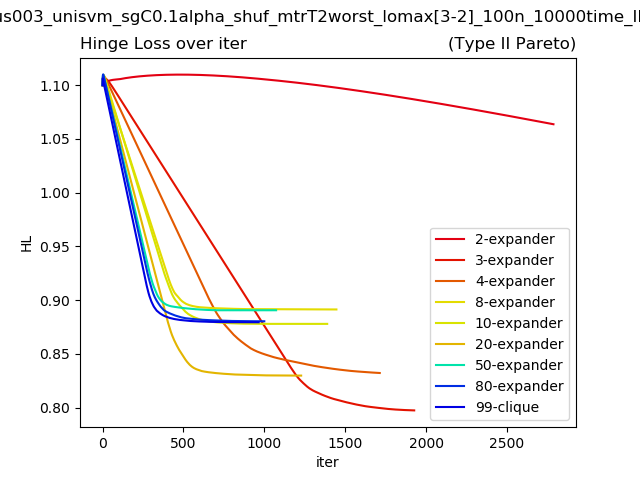 us003_unisvm_sgC0.1alpha_shuf_mtrT2worst_lomax[3-2]_100n_10000time_II
Hinge Loss over iter (Type II Pareto)
1.10
1.05
1.00
0.95
0.90
0.85
0.80
HL
0 500 1000 1500 2000 2500
iter
2-expander
3-expander
4-expander
8-expander
10-expander
20-expander
50-expander
80-expander
99-clique